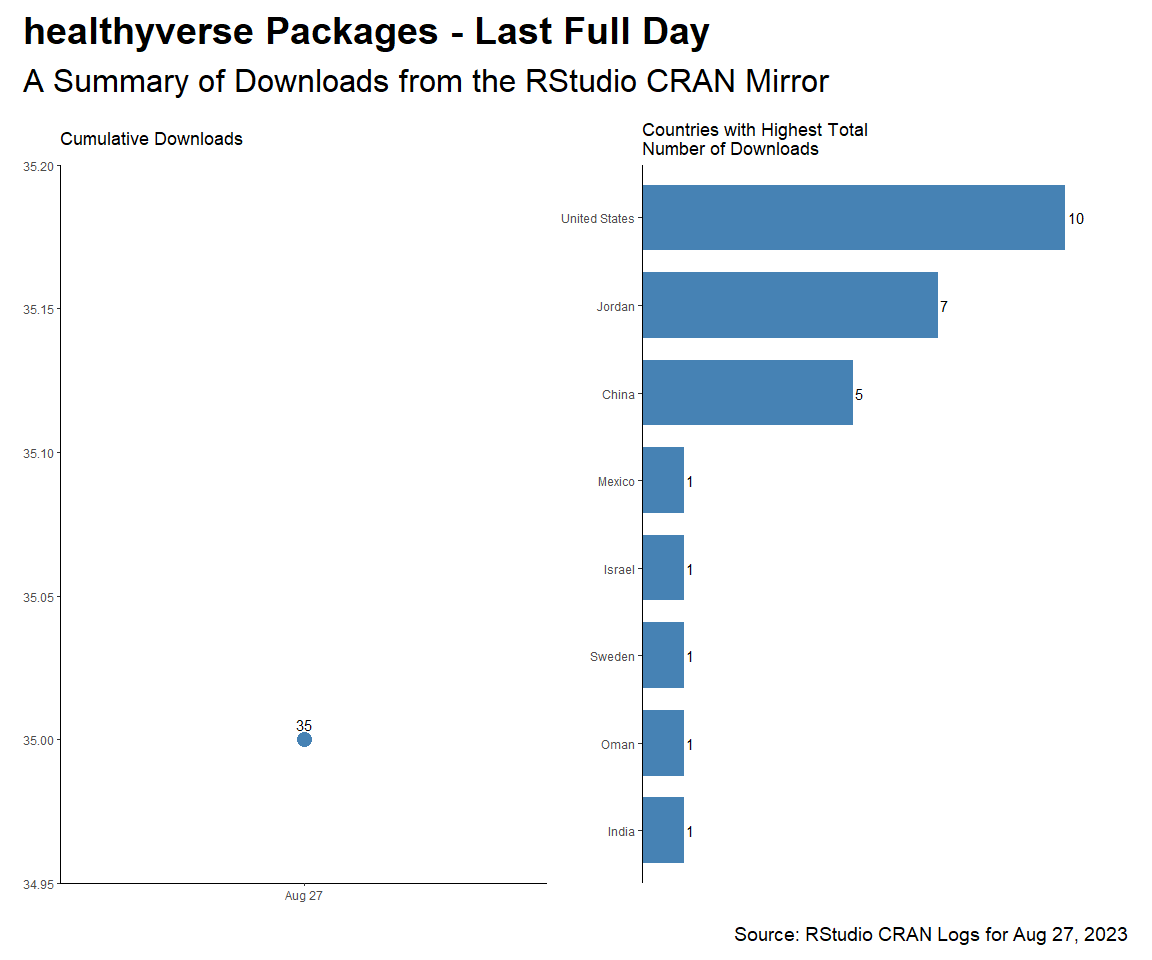 healthyverse Packages - Last Full Day
A Summary of Downloads from the RStudio CRAN Mirror
Cumulative Downloads
35.20
35.15
35.10
35.05
35.00
34.95
35
Aug 27
Countries with Highest Total
Number of Downloads
United States 10
Jordan 7
China 5
Mexico 1
Israel 1
Sweden 1
Oman 1
India 1
Source: RStudio CRAN Logs for Aug 27, 2023